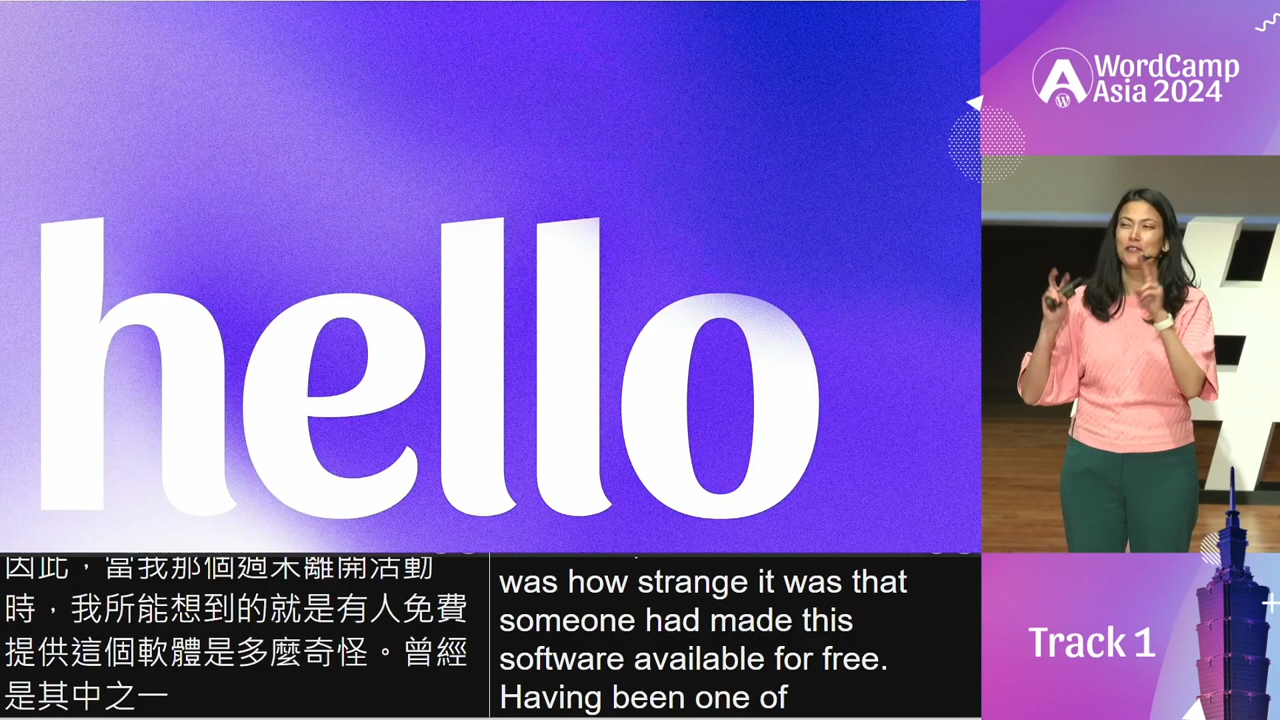 hello
WordCamp
Asia 2024
因此，當我那個週末離開活動
時，我所能想到的就是有人免費
提供這個軟體是多麼奇怪。曾經
是其中之一
was how strange it was that
someone had made this
software available for free.
Having been one of
Track 1